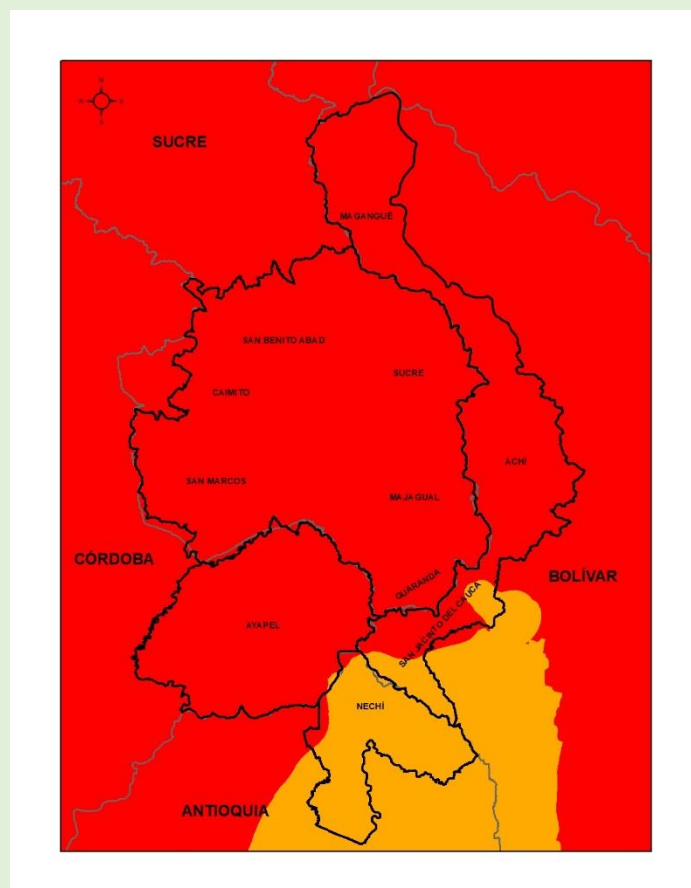 N
SUCRE
MAGANGUÉ
SAN BENITO ABAD
SUCRE
CAIMITO
ACHÍ
SAN MARCOS
MAJAGUAL
CÓRDOBA
GUARANDA
BOLÍVAR
SAN JACINTO DEL CAUCA
AYAPEL
NECHÍ
ANTIOQUIA